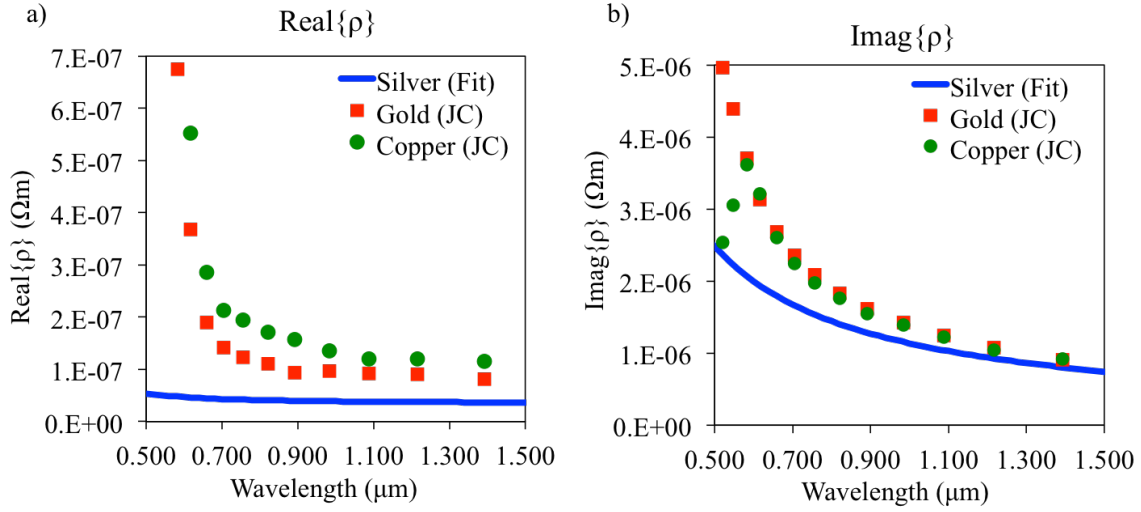 a)
Real{ρ}
7.E-07
6.E-07
5.E-07
4.E-07
3.E-07
2.E-07
1.E-07
0.E+00
Real{ρ} (Ωm)
Silver (Fit)
Gold (JC)
Copper (JC)
0.500 0.700 0.900 1.100 1.300 1.500
Wavelength (μm)
b)
Imag{ρ}
5.E-06
4.E-06
3.E-06
2.E-06
1.E-06
0.E+00
Imag{ρ} (Ωm)
Silver (Fit)
Gold (JC)
Copper (JC)
0.500 0.700 0.900 1.100 1.300 1.500
Wavelength (μm)